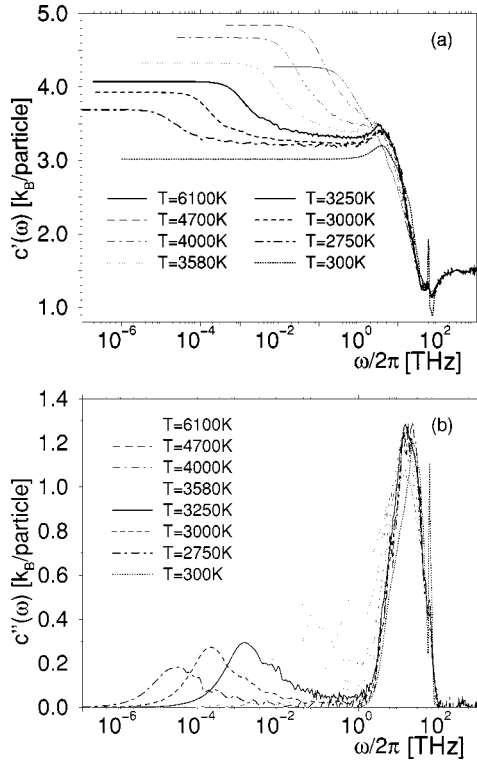 5.0
(a)
4.0
3.0
2.0
1.0
c'(ω) [k_B/particle]
T=6100K T=3250K
T=4700K T=3000K
T=4000K T=2750K
T=3580K T=300K
10^-6 10^-4 10^-2 10^0 10^2
ω/2π [THz]
1.4
(b)
1.2
1.0
0.8
0.6
0.4
0.2
0.0
c''(ω) [k_B/particle]
T=6100K
T=4700K
T=4000K
T=3580K
T=3250K
T=3000K
T=2750K
T=300K
10^-6 10^-4 10^-2 10^0 10^2
ω/2π [THz]